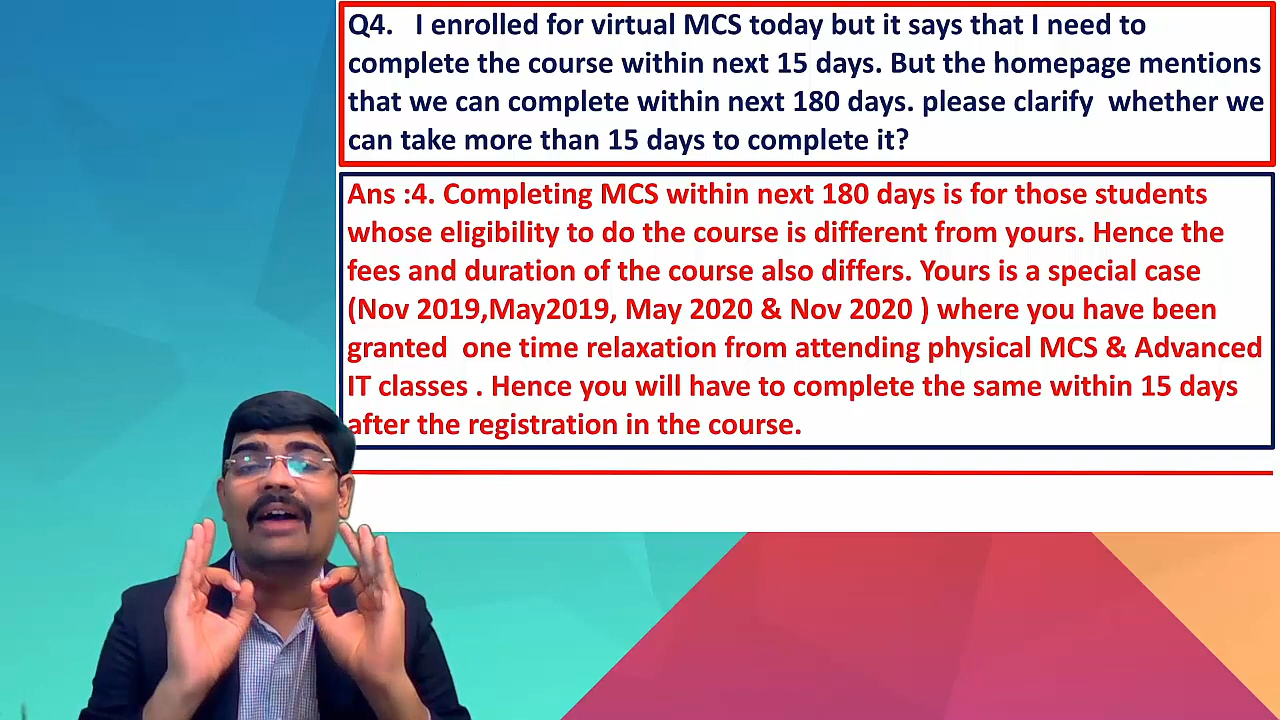 Q4. I enrolled for virtual MCS today but it says that I need to
complete the course within next 15 days. But the homepage mentions
that we can complete within next 180 days. please clarify whether we
can take more than 15 days to complete it?
Ans :4. Completing MCS within next 180 days is for those students
whose eligibility to do the course is different from yours. Hence the
fees and duration of the course also differs. Yours is a special case
(Nov 2019,May2019, May 2020 & Nov 2020 ) where you have been
granted one time relaxation from attending physical MCS & Advanced
IT classes . Hence you will have to complete the same within 15 days
after the registration in the course.